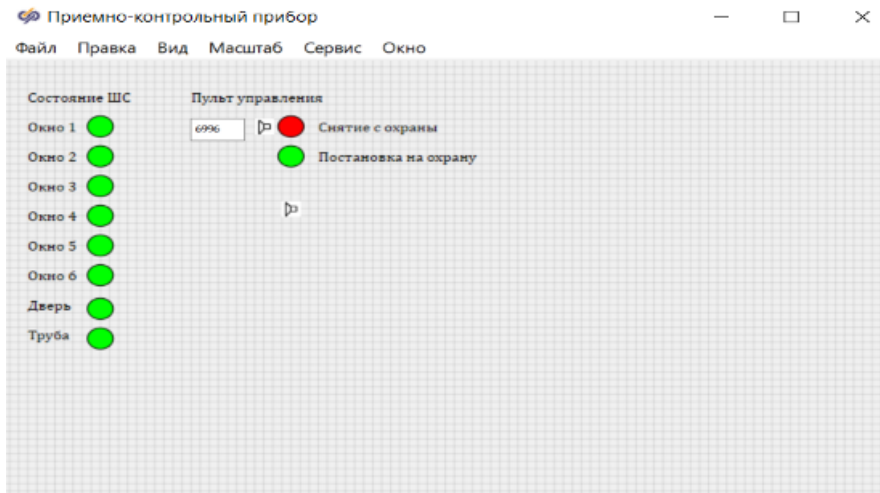 Приемно-контрольный прибор
Файл Правка Вид Масштаб Сервис Окно
Состояние ШС Пульт управления
Окно 1 6996 Снятие с охраны
Окно 2 Постановка на охрану
Окно 3
Окно 4
Окно 5
Окно 6
Дверь
Труба